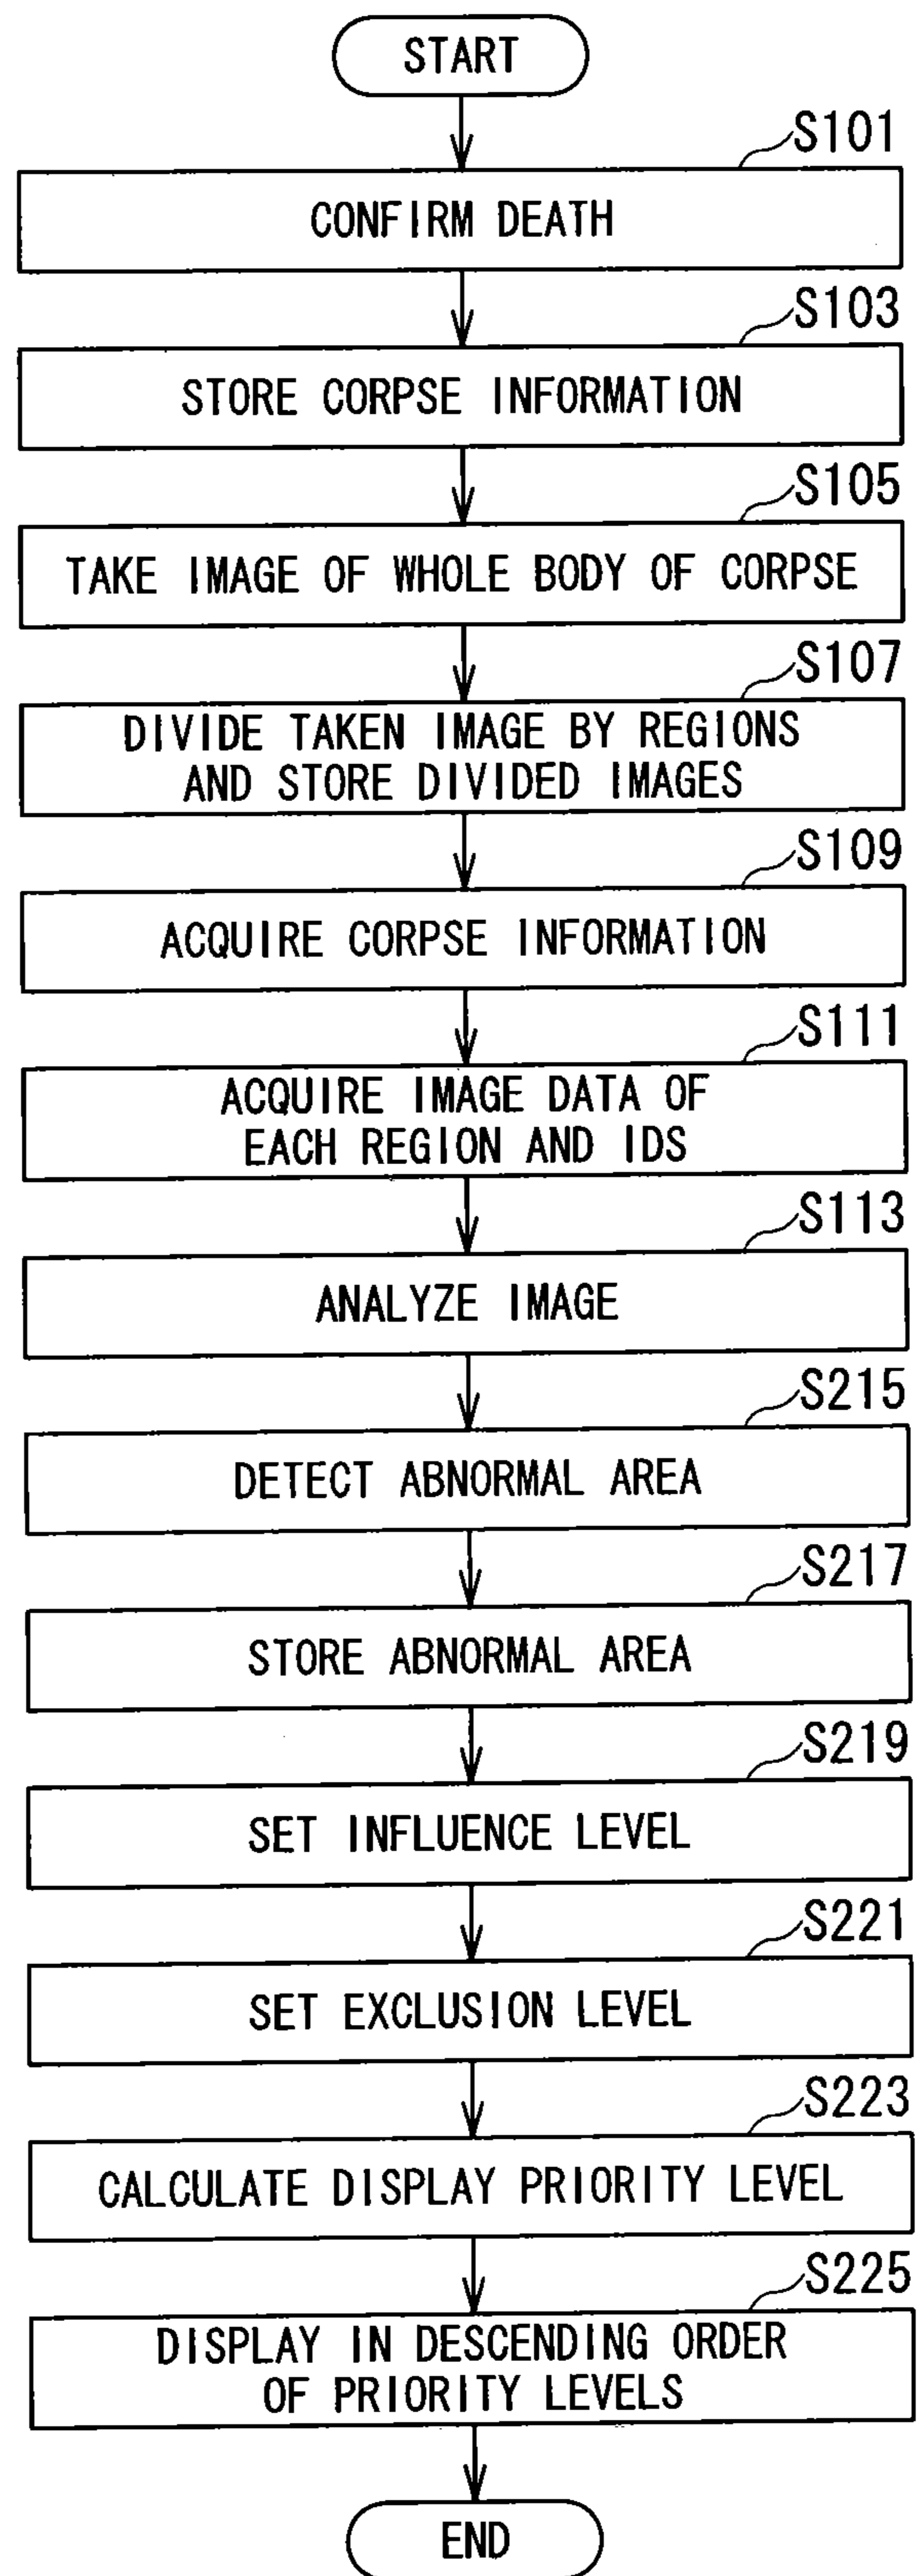 START
S101
CONFIRM DEATH
S103
STORE CORPSE INFORMATION
S105
TAKE IMAGE OF WHOLE BODY OF CORPSE
S107
DIVIDE TAKEN IMAGE BY REGIONS
AND STORE DIVIDED IMAGES
S109
ACQUIRE CORPSE INFORMATION
S111
ACQUIRE IMAGE DATA OF
EACH REGION AND IDS
S113
ANALYZE IMAGE
S215
DETECT ABNORMAL AREA
S217
STORE ABNORMAL AREA
S219
SET INFLUENCE LEVEL
S221
SET EXCLUSION LEVEL
S223
CALCULATE DISPLAY PRIORITY LEVEL
S225
DISPLAY IN DESCENDING ORDER
OF PRIORITY LEVELS
END